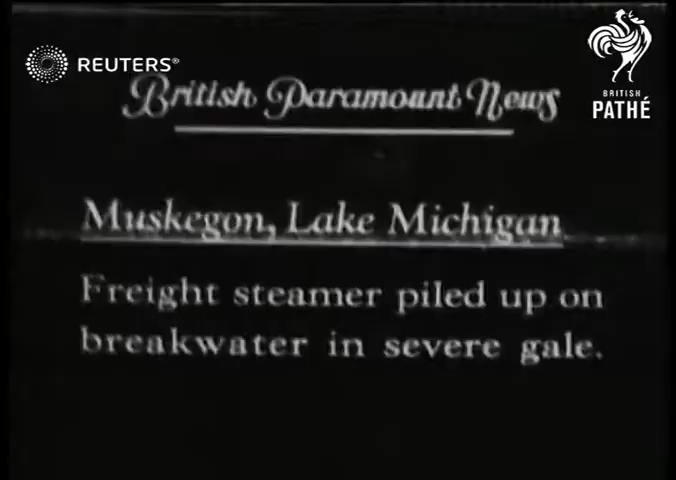 REUTERS®
BRITISH
PATHÉ
British Paramount News
Muskegon, Lake Michigan
Freight steamer piled up on
breakwater in severe gale.